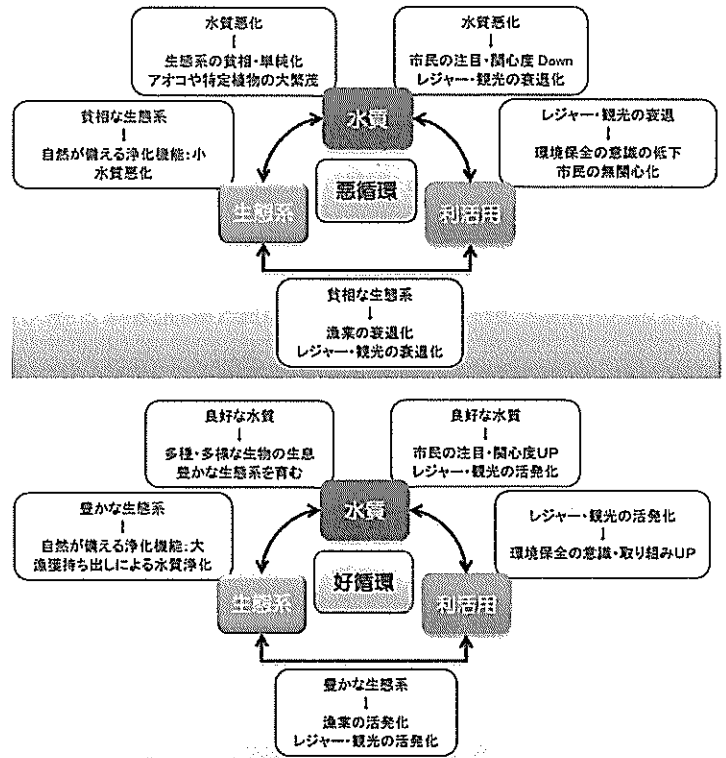 水質悪化
↓
生態系の貧相・単純化
アオコや特定植物の大繁茂
水質悪化
↓
市民の注目・関心度 Down
レジャー・観光の衰退化
貧相な生態系
↓
自然が備える浄化機能：小
水質悪化
水質
レジャー・観光の衰退
↓
環境保全の意識の低下
市民の無関心化
悪循環
生態系
利活用
貧相な生態系
↓
漁業の衰退化
レジャー・観光の衰退化
良好な水質
↓
多種・多様な生物の生息
豊かな生態系を育む
良好な水質
↓
市民の注目・関心度UP
レジャー・観光の活発化
豊かな生態系
↓
自然が備える浄化機能：大
漁獲持ち出しによる水質浄化
水質
レジャー・観光の活発化
↓
環境保全の意識・取り組みUP
好循環
生態系
利活用
豊かな生態系
↓
漁業の活発化
レジャー・観光の活発化